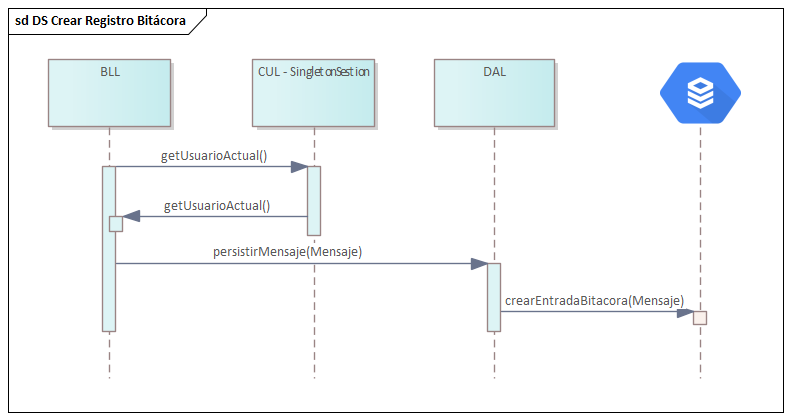 sd DS Crear Registro Bitácora
BLL
CUL - SingletonSestion
DAL
getUsuarioActual()
getUsuarioActual()
persistirMensaje(Mensaje)
crearEntradaBitacora(Mensaje)